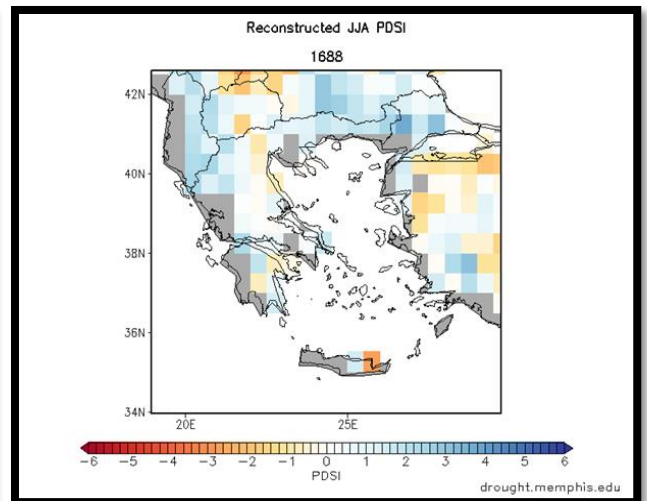 Reconstructed JJA PDSI
1688
42N
40N
38N
36N
34N
20E 25E
-6 -5 -4 -3 -2 -1 0 1 2 3 4 5 6
PDSI
drought.memphis.edu